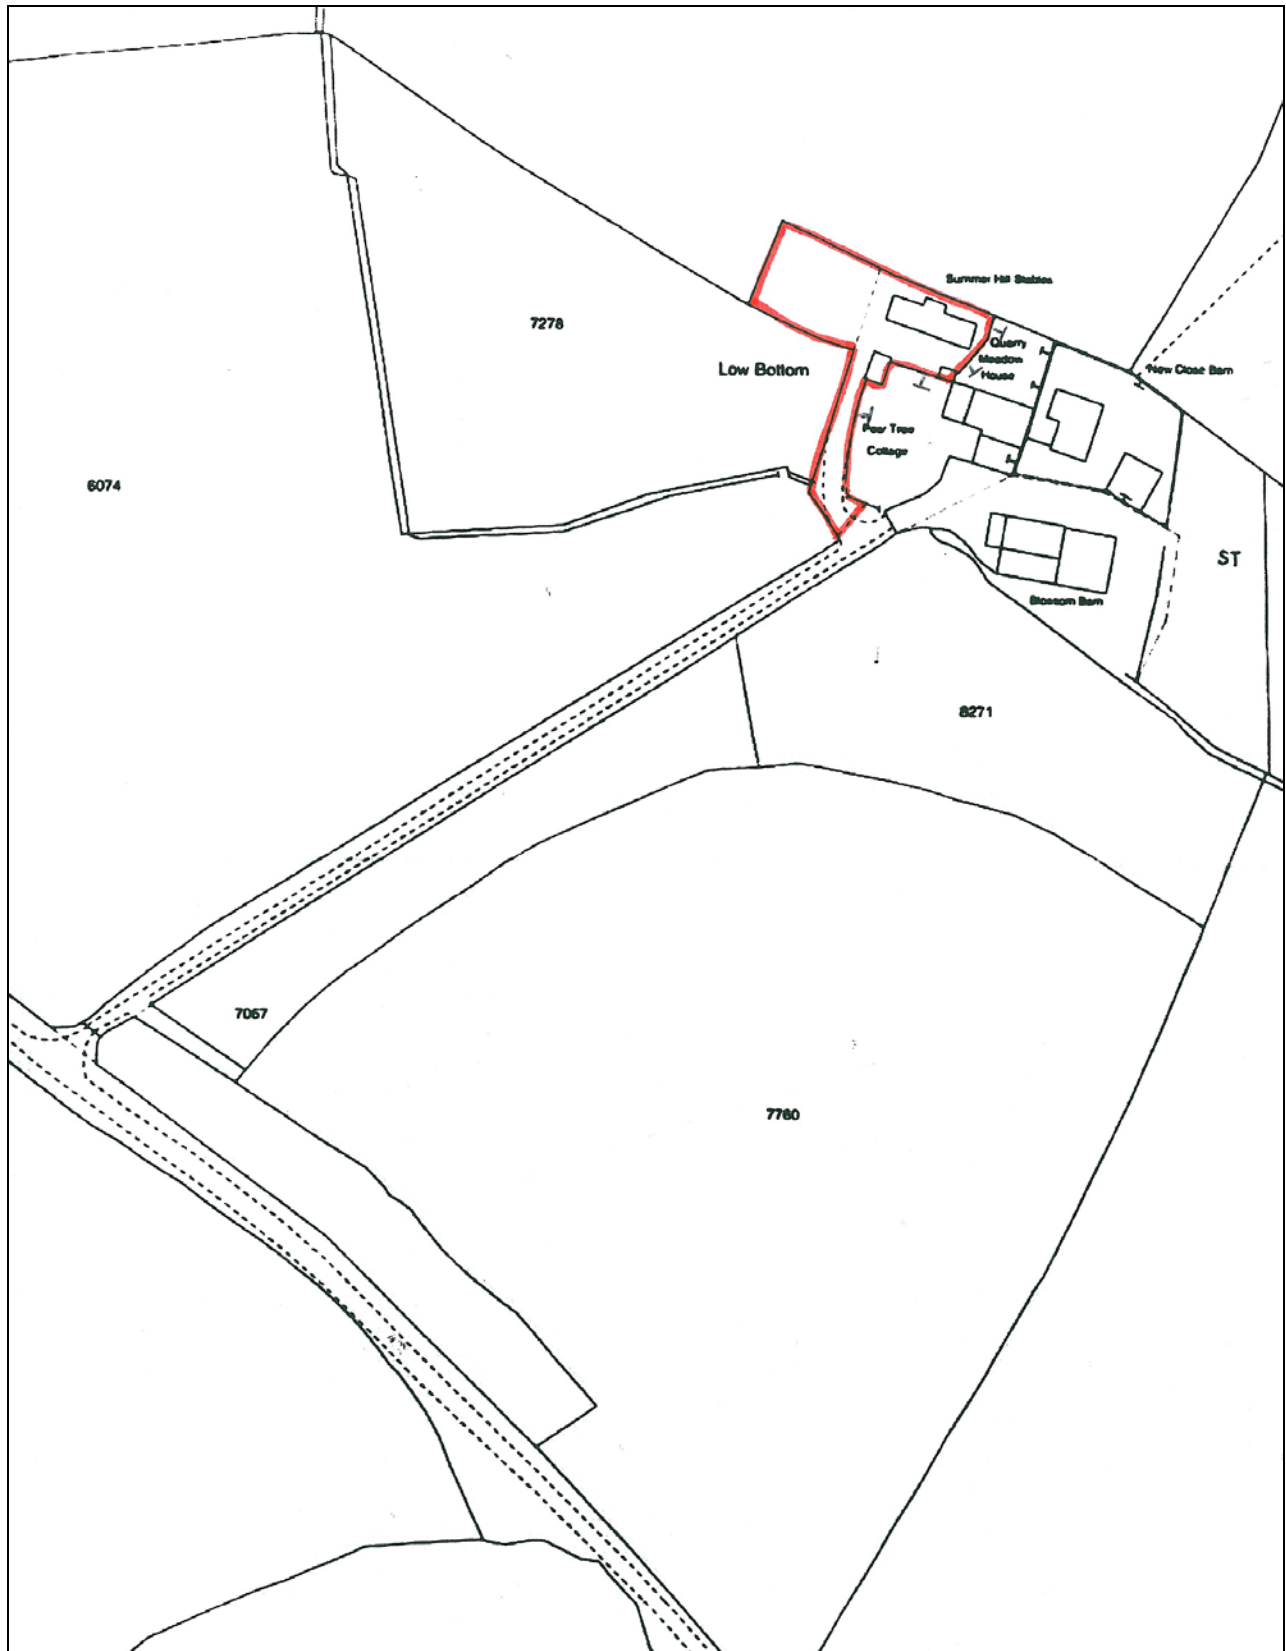 Summer Hill Stables
7278
Quarry
Meadow
House
Low Bottom
New Close Barn
Pear Tree
Cottage
6074
ST
Blossom Barn
8271
7067
7760